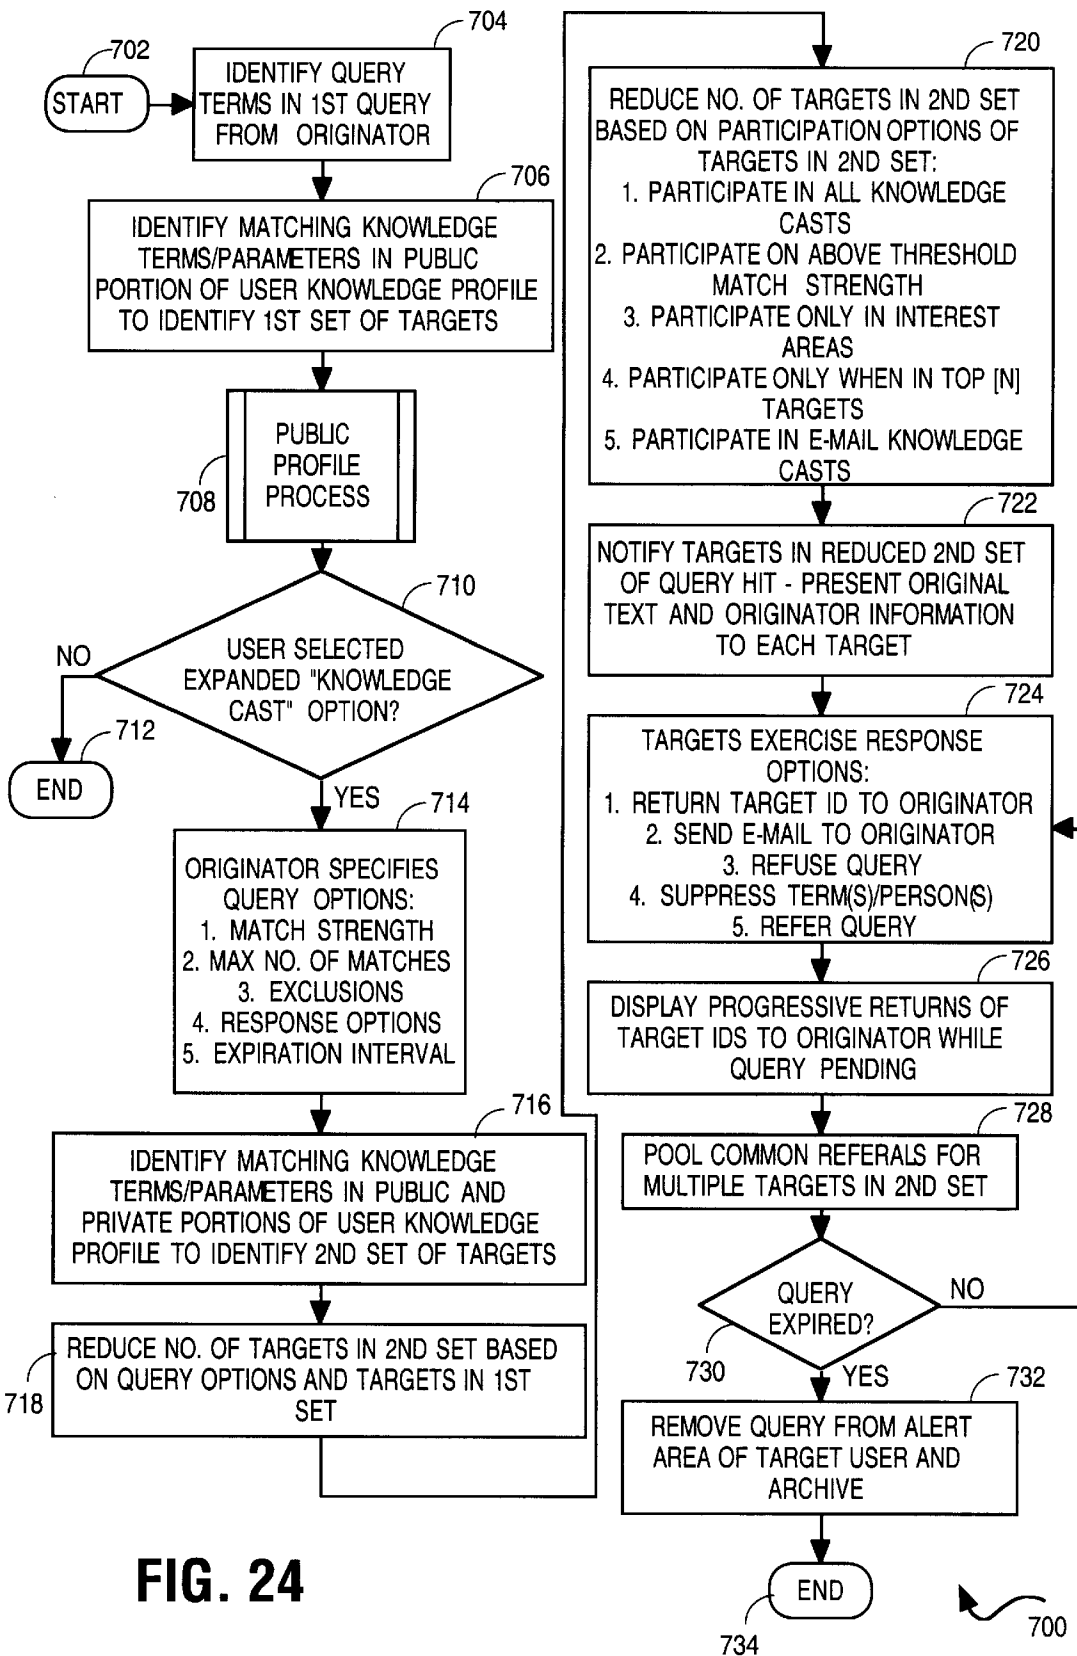 702
START
704
IDENTIFY QUERY
TERMS IN 1ST QUERY
FROM ORIGINATOR
706
IDENTIFY MATCHING KNOWLEDGE
TERMS/PARAMETERS IN PUBLIC
PORTION OF USER KNOWLEDGE PROFILE
TO IDENTIFY 1ST SET OF TARGETS
708
PUBLIC
PROFILE
PROCESS
710
USER SELECTED
EXPANDED "KNOWLEDGE
CAST" OPTION?
NO
712
END
YES
714
ORIGINATOR SPECIFIES
QUERY OPTIONS:
1. MATCH STRENGTH
2. MAX NO. OF MATCHES
3. EXCLUSIONS
4. RESPONSE OPTIONS
5. EXPIRATION INTERVAL
716
IDENTIFY MATCHING KNOWLEDGE
TERMS/PARAMETERS IN PUBLIC AND
PRIVATE PORTIONS OF USER KNOWLEDGE
PROFILE TO IDENTIFY 2ND SET OF TARGETS
718
REDUCE NO. OF TARGETS IN 2ND SET BASED
ON QUERY OPTIONS AND TARGETS IN 1ST
SET
720
REDUCE NO. OF TARGETS IN 2ND SET
BASED ON PARTICIPATION OPTIONS OF
TARGETS IN 2ND SET:
1. PARTICIPATE IN ALL KNOWLEDGE
CASTS
2. PARTICIPATE ON ABOVE THRESHOLD
MATCH STRENGTH
3. PARTICIPATE ONLY IN INTEREST
AREAS
4. PARTICIPATE ONLY WHEN IN TOP [N]
TARGETS
5. PARTICIPATE IN E-MAIL KNOWLEDGE
CASTS
722
NOTIFY TARGETS IN REDUCED 2ND SET
OF QUERY HIT - PRESENT ORIGINAL
TEXT AND ORIGINATOR INFORMATION
TO EACH TARGET
724
TARGETS EXERCISE RESPONSE
OPTIONS:
1. RETURN TARGET ID TO ORIGINATOR
2. SEND E-MAIL TO ORIGINATOR
3. REFUSE QUERY
4. SUPPRESS TERM(S)/PERSON(S)
5. REFER QUERY
726
DISPLAY PROGRESSIVE RETURNS OF
TARGET IDS TO ORIGINATOR WHILE
QUERY PENDING
728
POOL COMMON REFERALS FOR
MULTIPLE TARGETS IN 2ND SET
QUERY
EXPIRED?
NO
730
YES
732
REMOVE QUERY FROM ALERT
AREA OF TARGET USER AND
ARCHIVE
END
734
700
FIG. 24